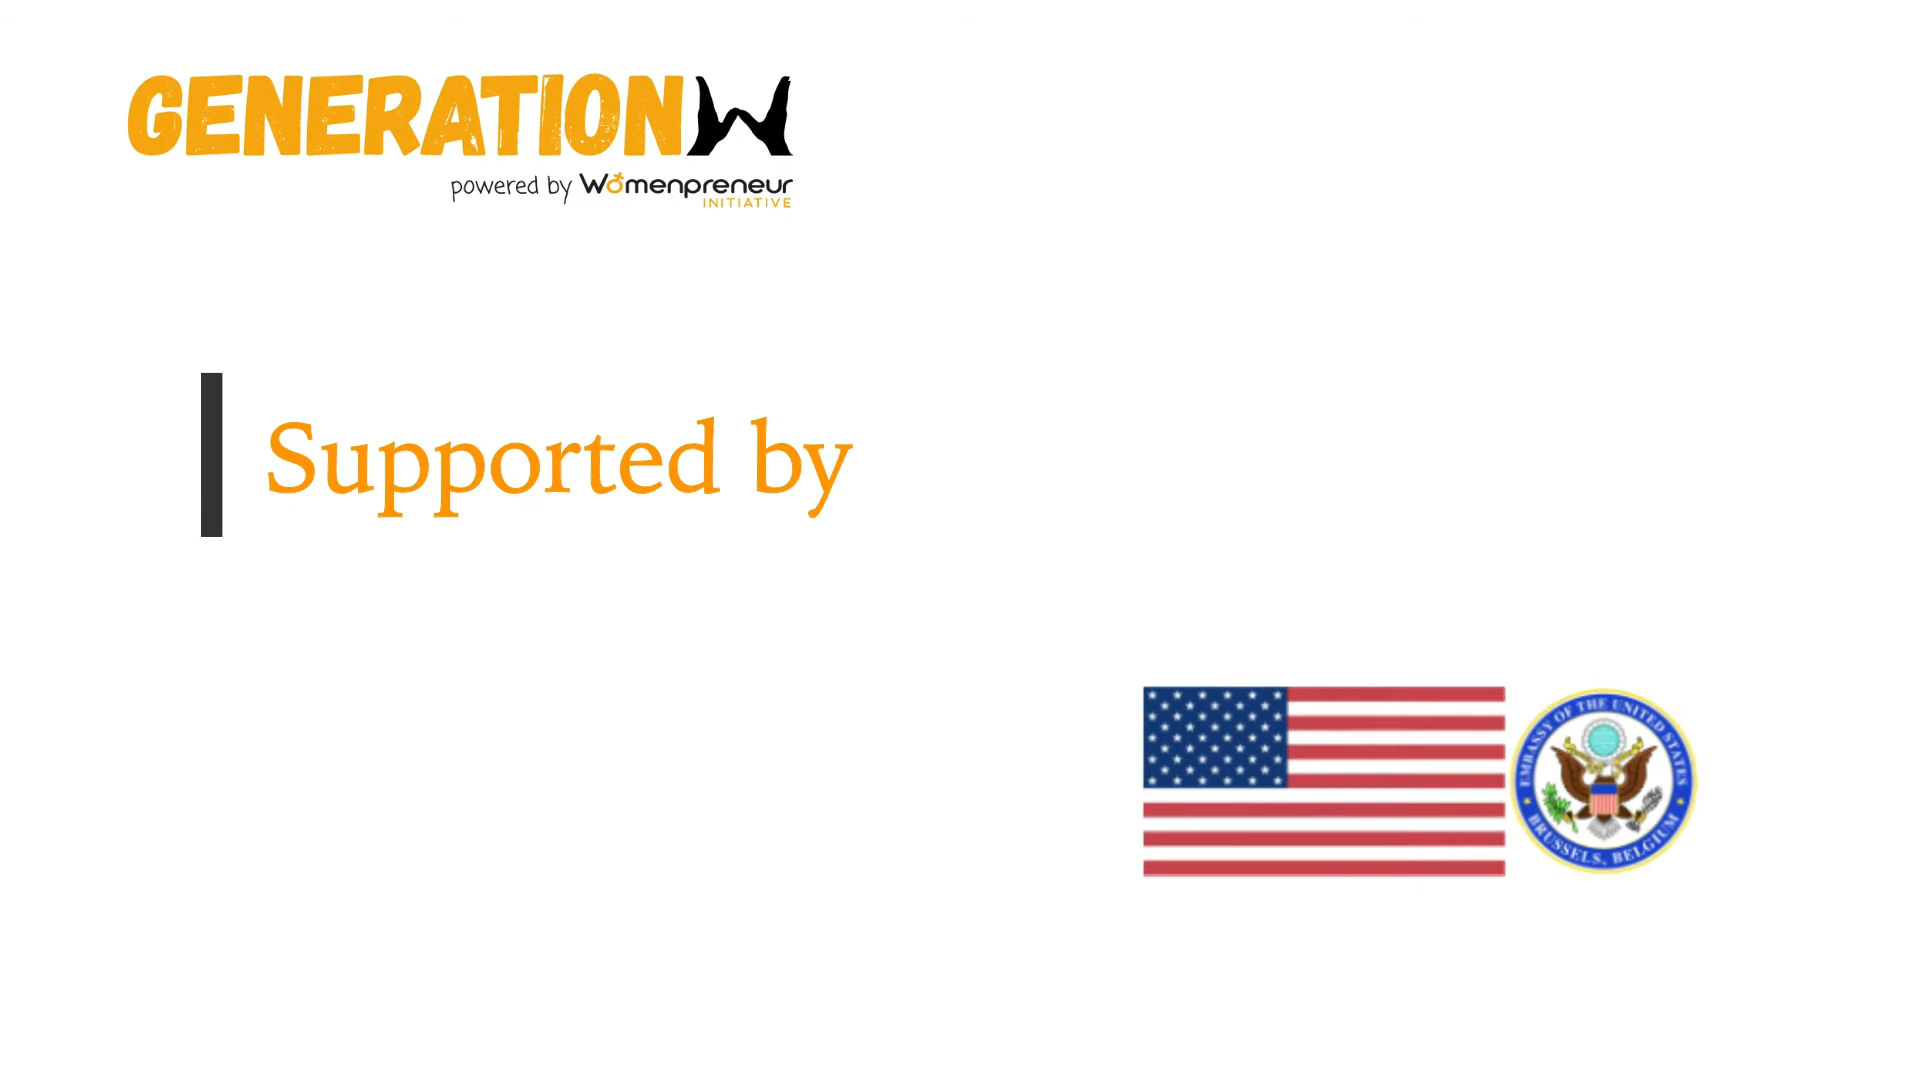 GENERATION W
powered by Womenpreneur
INITIATIVE
Supported by
EMBASSY OF THE UNITED STATES
BRUSSELS, BELGIUM